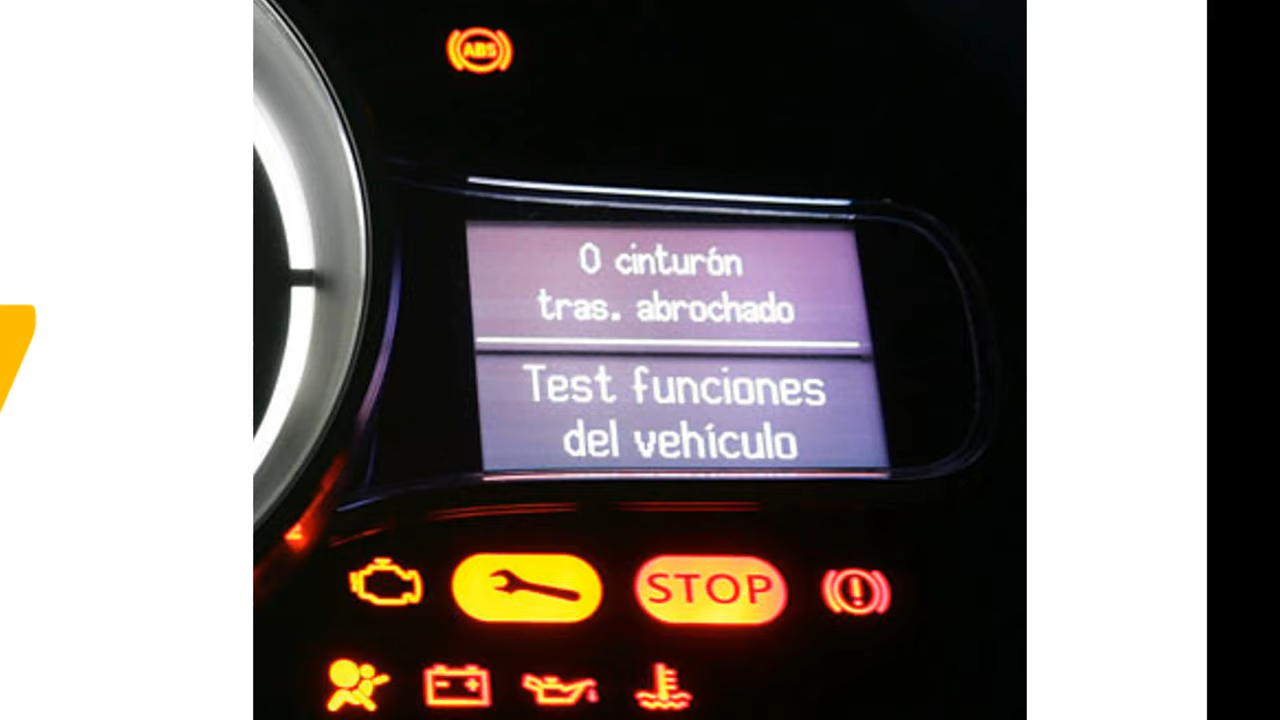 ABS
0 cinturón
tras. abrochado
Test funciones
del vehículo
STOP